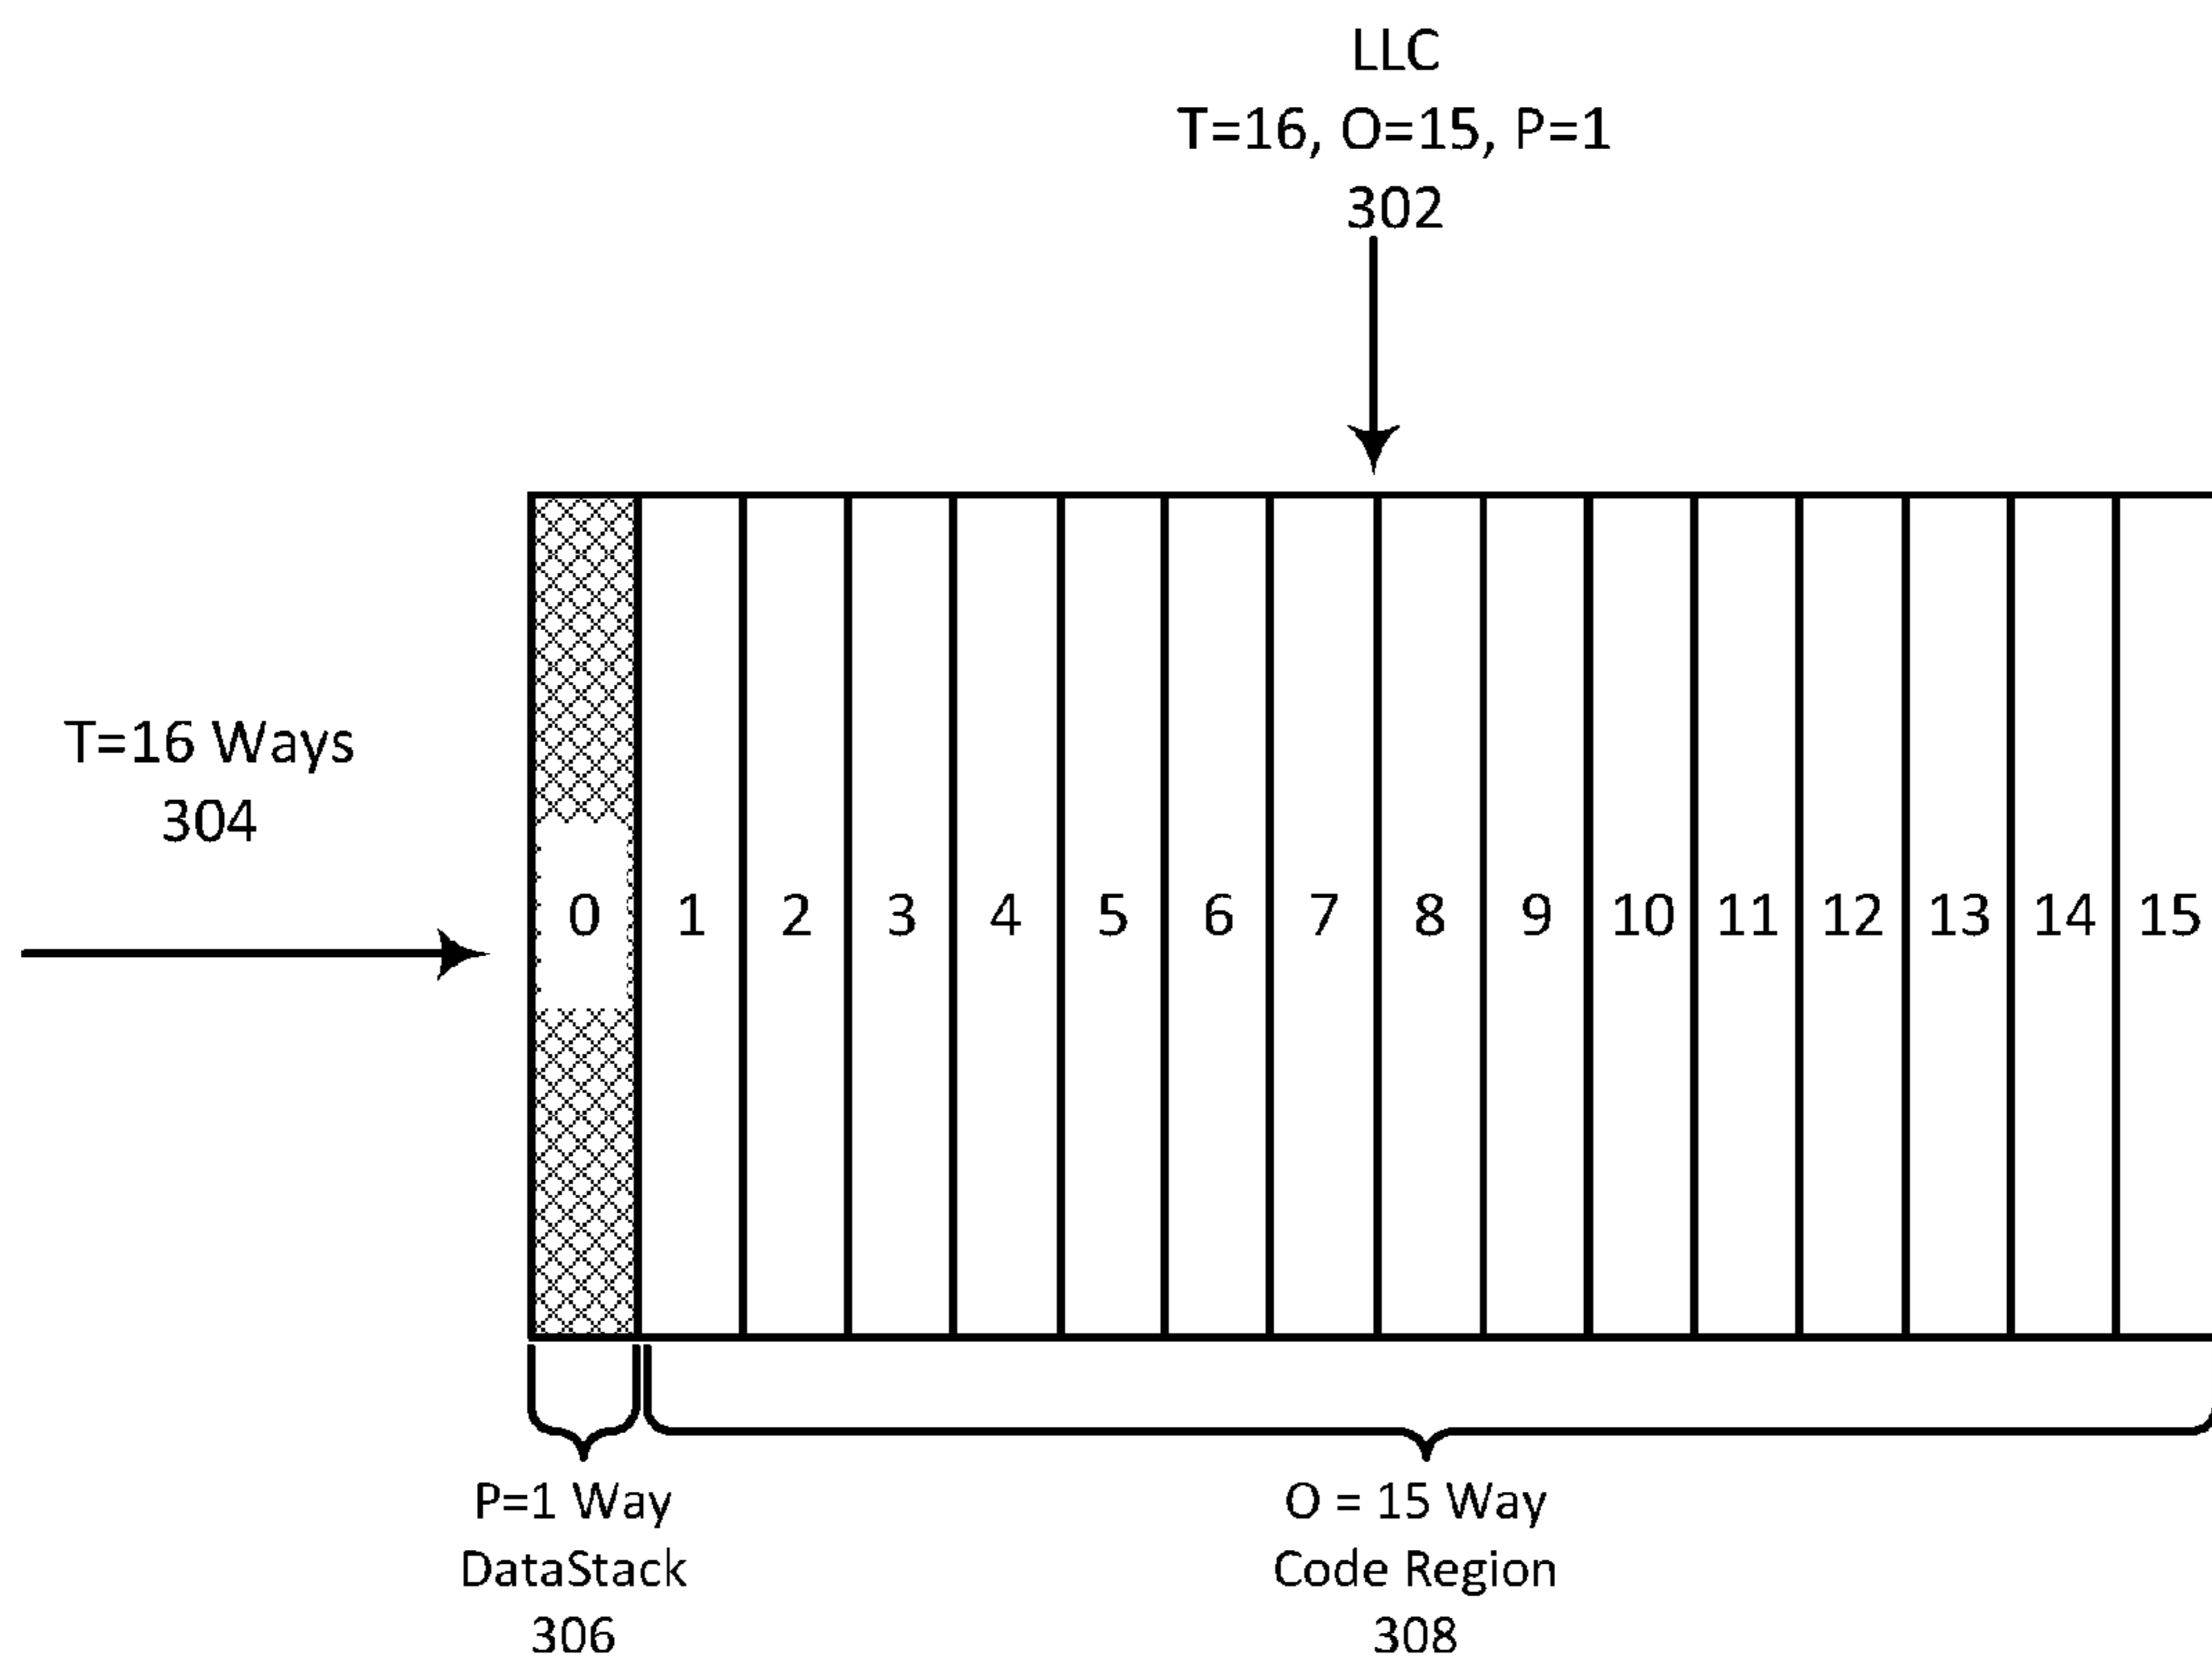 LLC
T=16, O=15, P=1
302
T=16 Ways
304
0 1 2 3 4 5 6 7 8 9 10 11 12 13 14 15
P=1 Way
DataStack
306
O = 15 Way
Code Region
308